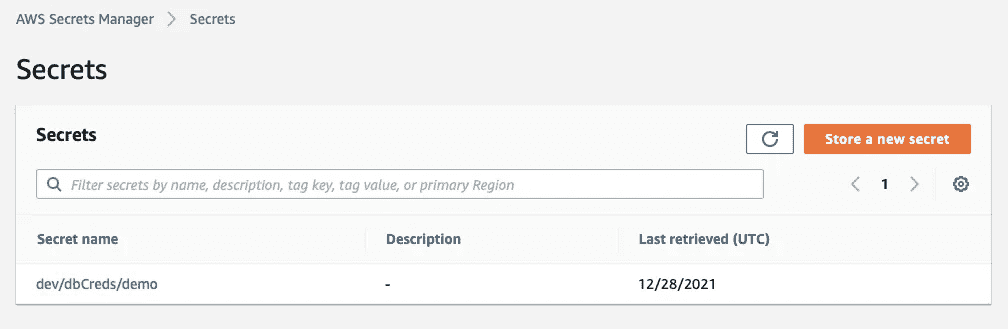 AWS Secrets Manager > Secrets
Secrets
Secrets
Store a new secret
Filter secrets by name, description, tag key, tag value, or primary Region
< 1 >
Secret name Description Last retrieved (UTC)
dev/dbCreds/demo - 12/28/2021